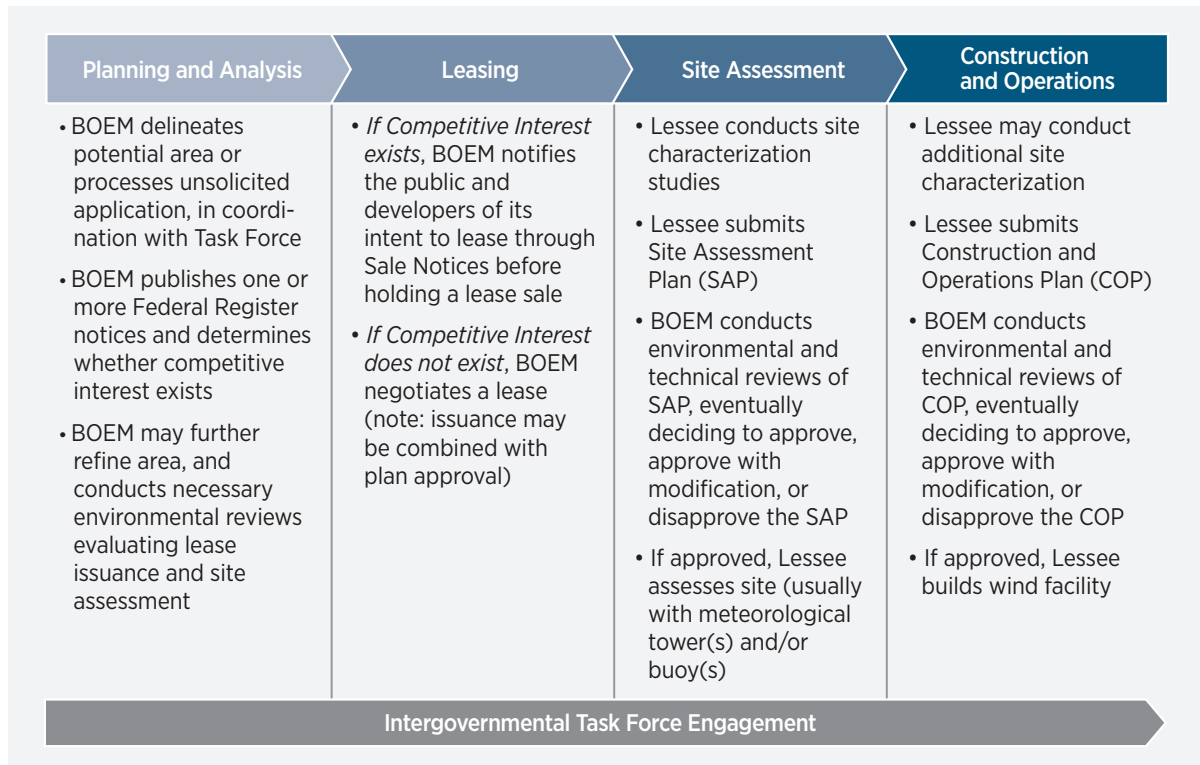 Planning and Analysis
Leasing
Site Assessment
Construction
and Operations
• BOEM delineates
potential area or
processes unsolicited
application, in coordi-
nation with Task Force
• BOEM publishes one or
more Federal Register
notices and determines
whether competitive
interest exists
• BOEM may further
refine area, and
conducts necessary
environmental reviews
evaluating lease
issuance and site
assessment
• If Competitive Interest
exists, BOEM notifies
the public and
developers of its
intent to lease through
Sale Notices before
holding a lease sale
• If Competitive Interest
does not exist, BOEM
negotiates a lease
(note: issuance may
be combined with
plan approval)
• Lessee conducts site
characterization
studies
• Lessee submits
Site Assessment
Plan (SAP)
• BOEM conducts
environmental and
technical reviews of
SAP, eventually
deciding to approve,
approve with
modification, or
disapprove the SAP
• If approved, Lessee
assesses site (usually
with meteorological
tower(s) and/or
buoy(s)
• Lessee may conduct
additional site
characterization
• Lessee submits
Construction and
Operations Plan (COP)
• BOEM conducts
environmental and
technical reviews of
COP, eventually
deciding to approve,
approve with
modification, or
disapprove the COP
• If approved, Lessee
builds wind facility
Intergovernmental Task Force Engagement